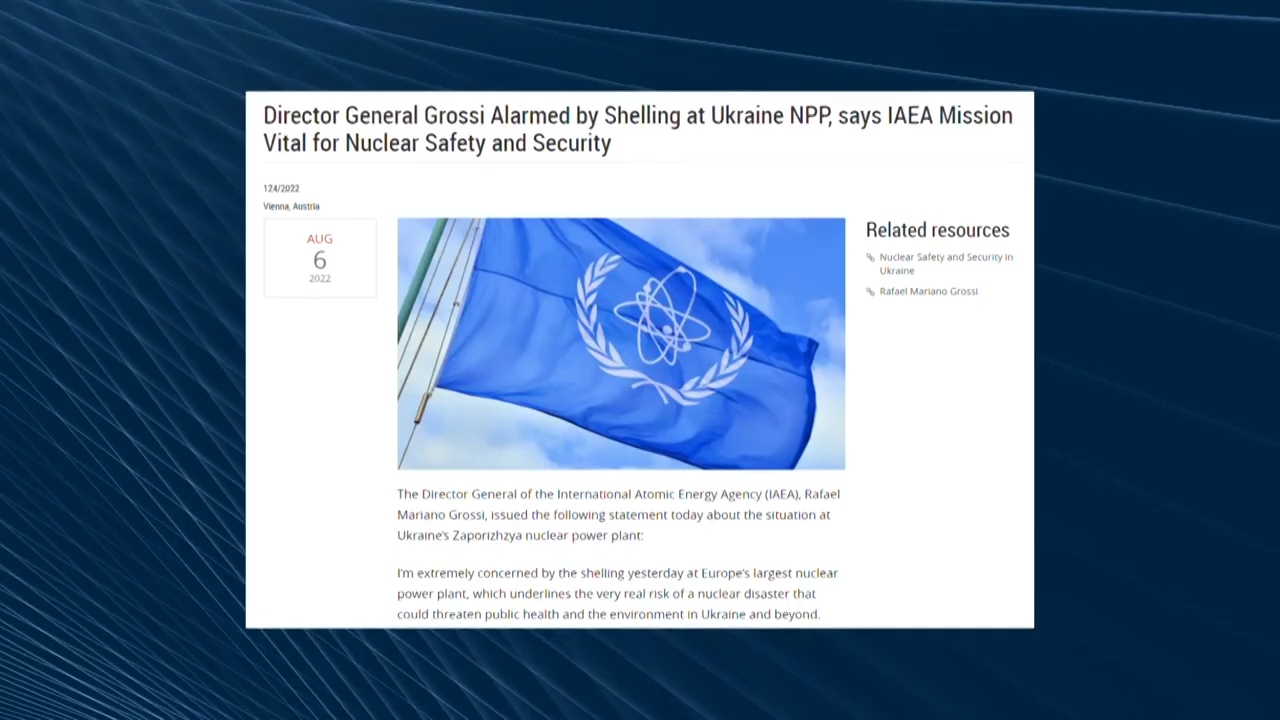 Director General Grossi Alarmed by Shelling at Ukraine NPP, says IAEA Mission
Vital for Nuclear Safety and Security
124/2022
Vienna, Austria
AUG
6
2022
Related resources
Nuclear Safety and Security in
Ukraine
Rafael Mariano Grossi
The Director General of the International Atomic Energy Agency (IAEA), Rafael
Mariano Grossi, issued the following statement today about the situation at
Ukraine's Zaporizhzya nuclear power plant:
I'm extremely concerned by the shelling yesterday at Europe's largest nuclear
power plant, which underlines the very real risk of a nuclear disaster that
could threaten public health and the environment in Ukraine and beyond.